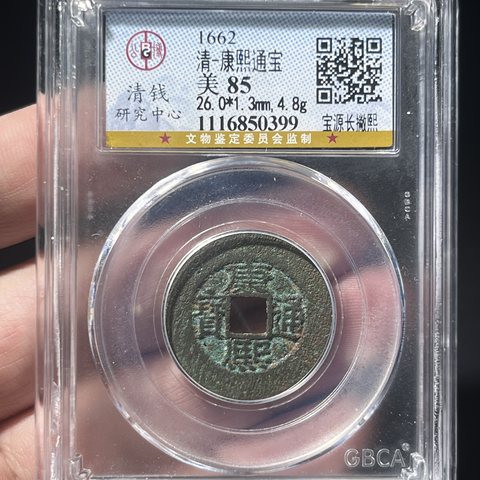 1662
清-康熙通宝
美 85
26.0*1.3mm,4.8g
1116850399
公博
清钱
研究中心
宝源长撇熙
★ 文物鉴定委员会监制 ★
康熙通寶
GBCA